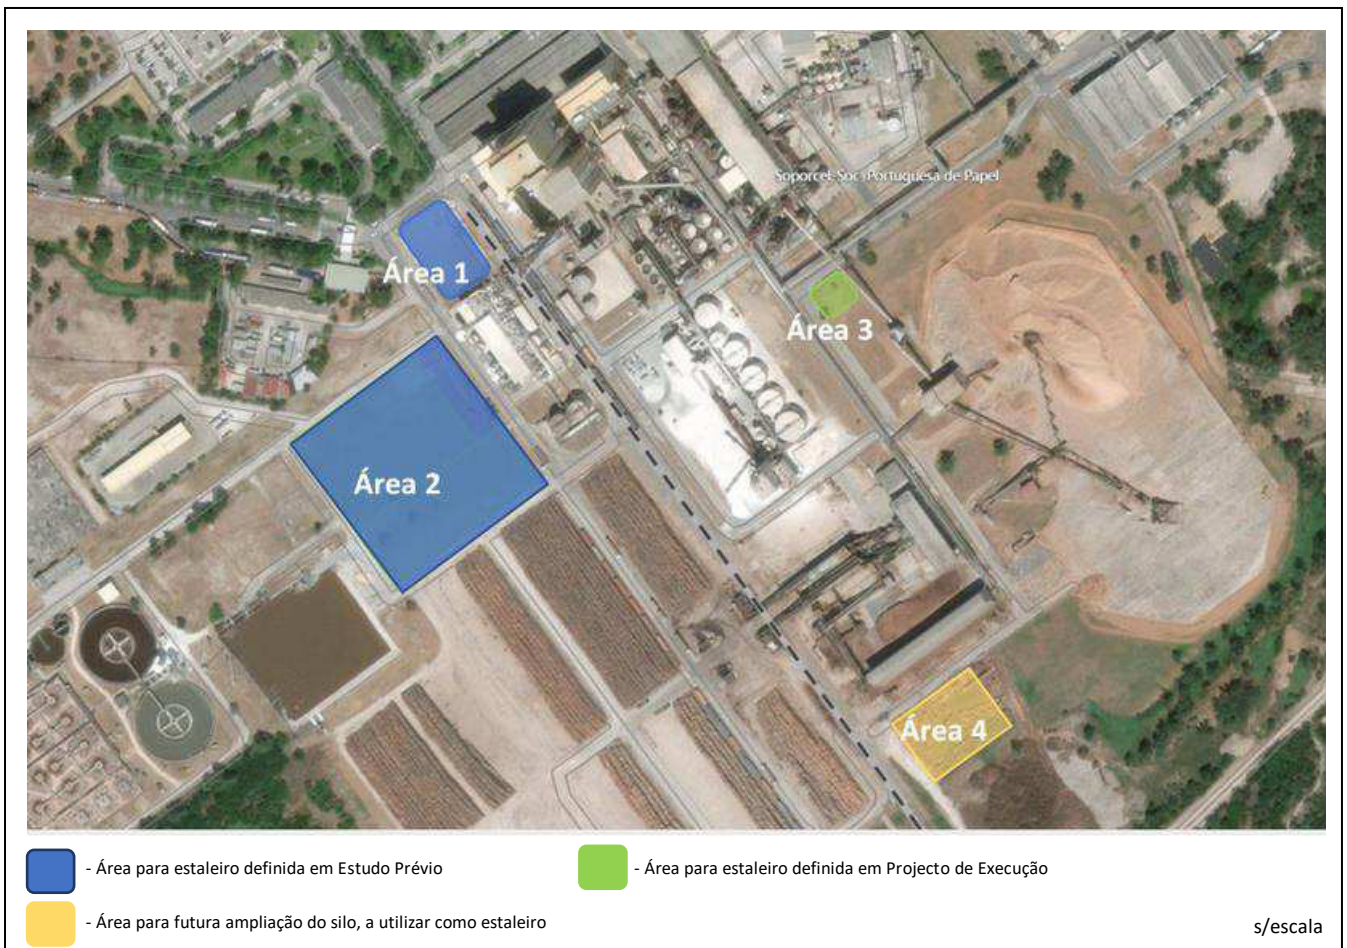 Soporcel-Soc. Portuguesa de Papel
Área 1
Área 3
Área 2
Área 4
- Área para estaleiro definida em Estudo Prévio
- Área para estaleiro definida em Projecto de Execução
- Área para futura ampliação do silo, a utilizar como estaleiro
s/escala